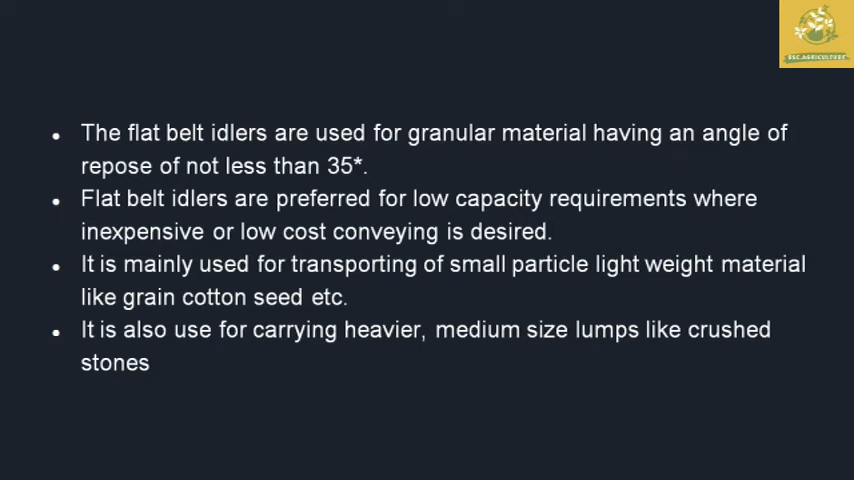 BSC.AGRICULTURE
• The flat belt idlers are used for granular material having an angle of
repose of not less than 35*.
• Flat belt idlers are preferred for low capacity requirements where
inexpensive or low cost conveying is desired.
• It is mainly used for transporting of small particle light weight material
like grain cotton seed etc.
• It is also use for carrying heavier, medium size lumps like crushed
stones